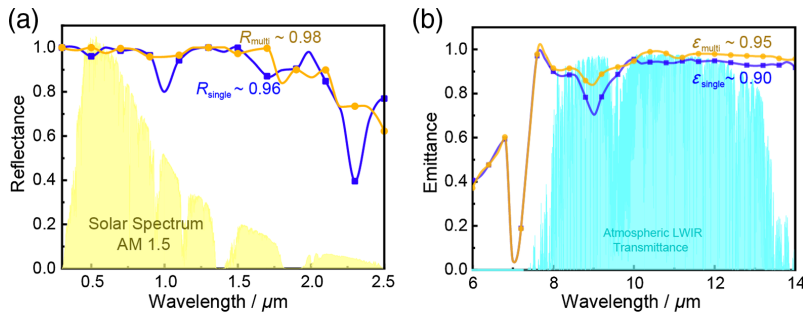 (a)
R_multi ~ 0.98
R_single ~ 0.96
Solar Spectrum
AM 1.5
Reflectance
1.0
0.8
0.6
0.4
0.2
0.0
0.5 1.0 1.5 2.0 2.5
Wavelength / μm
(b)
ε_multi ~ 0.95
ε_single ~ 0.90
Atmospheric LWIR
Transmittance
Emittance
1.0
0.8
0.6
0.4
0.2
0.0
6 8 10 12 14
Wavelength / μm